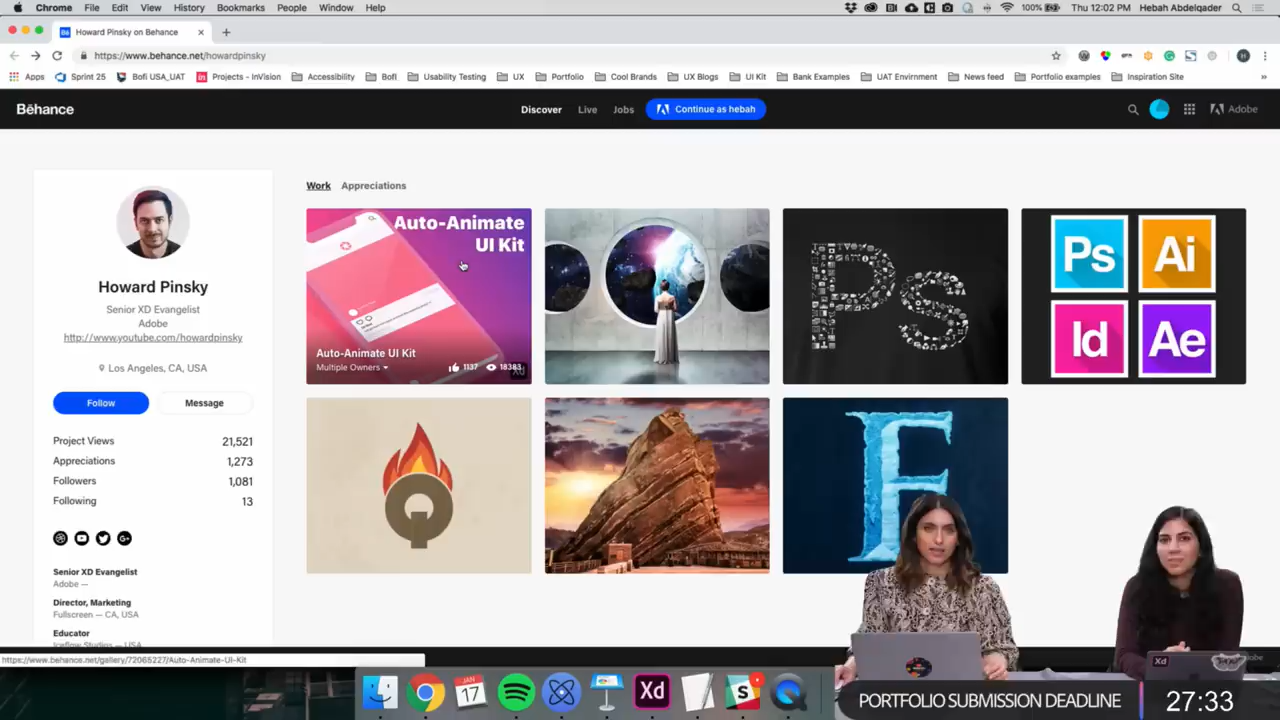 Chrome File Edit View History Bookmarks People Window Help
100% Thu 12:02 PM Hebah Abdelqader
Howard Pinsky on Behance
https://www.behance.net/howardpinsky
Apps Sprint 25 Bofi USA_UAT Projects - InVision Accessibility Bofi Usability Testing UX Portfolio Cool Brands UX Blogs UI Kit Bank Examples UAT Envirnment News feed Portfolio examples Inspiration Site
Bēhance Discover Live Jobs Continue as hebah Adobe
Work Appreciations
Auto-Animate
UI Kit
Auto-Animate UI Kit
Multiple Owners 1137 18383
Ps Ai
Id Ae
Ps
Q
F
Howard Pinsky
Senior XD Evangelist
Adobe
http://www.youtube.com/howardpinsky
Los Angeles, CA, USA
Follow Message
Project Views 21,521
Appreciations 1,273
Followers 1,081
Following 13
Senior XD Evangelist
Adobe —
Director, Marketing
Fullscreen — CA, USA
Educator
Iceflow Studios — USA
https://www.behance.net/gallery/72065227/Auto-Animate-UI-Kit
JAN
17
Xd
S
Xd
PORTFOLIO SUBMISSION DEADLINE 27:33